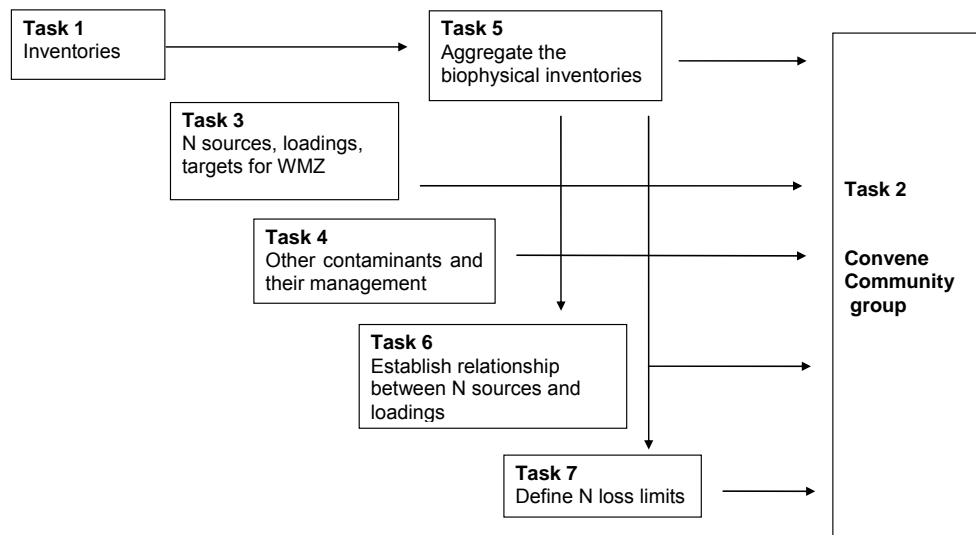 Task 1
Inventories
Task 5
Aggregate the
biophysical inventories
Task 3
N sources, loadings,
targets for WMZ
Task 2
Convene
Community
group
Task 4
Other contaminants and
their management
Task 6
Establish relationship
between N sources and
loadings
Task 7
Define N loss limits